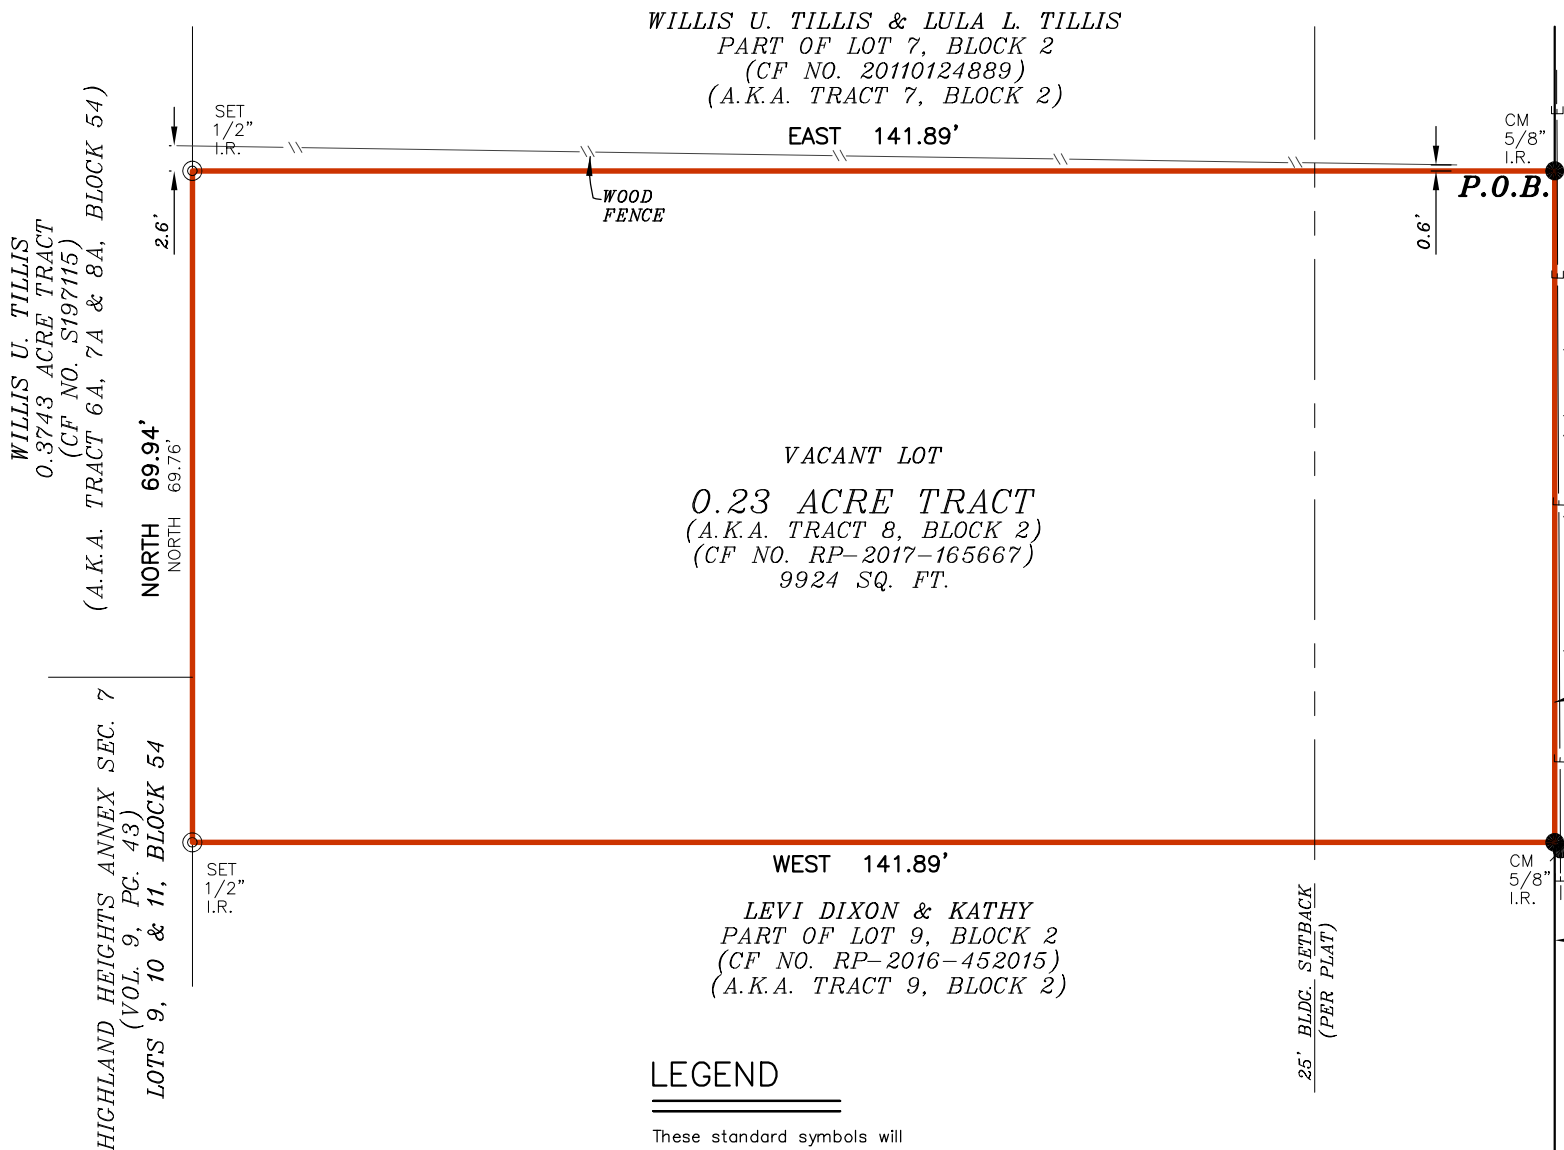 WILLIS U. TILLIS & LULA L. TILLIS
PART OF LOT 7, BLOCK 2
(CF NO. 20110124889)
(A.K.A. TRACT 7, BLOCK 2)
EAST 141.89'
SET
1/2"
I.R.
CM
5/8"
I.R.
P.O.B.
WOOD
FENCE
2.6'
0.6'
WILLIS U. TILLIS
0.3743 ACRE TRACT
(CF NO. S197115)
(A.K.A. TRACT 6A, 7A & 8A, BLOCK 54)
NORTH 69.94'
NORTH 69.76'
VACANT LOT
0.23 ACRE TRACT
(A.K.A. TRACT 8, BLOCK 2)
(CF NO. RP-2017-165667)
9924 SQ. FT.
HIGHLAND HEIGHTS ANNEX SEC. 7
(VOL. 9, PG. 43)
LOTS 9, 10 & 11, BLOCK 54
SET
1/2"
I.R.
WEST 141.89'
CM
5/8"
I.R.
LEVI DIXON & KATHY
PART OF LOT 9, BLOCK 2
(CF NO. RP-2016-452015)
(A.K.A. TRACT 9, BLOCK 2)
25' BLDG. SETBACK
(PER PLAT)
LEGEND
These standard symbols will